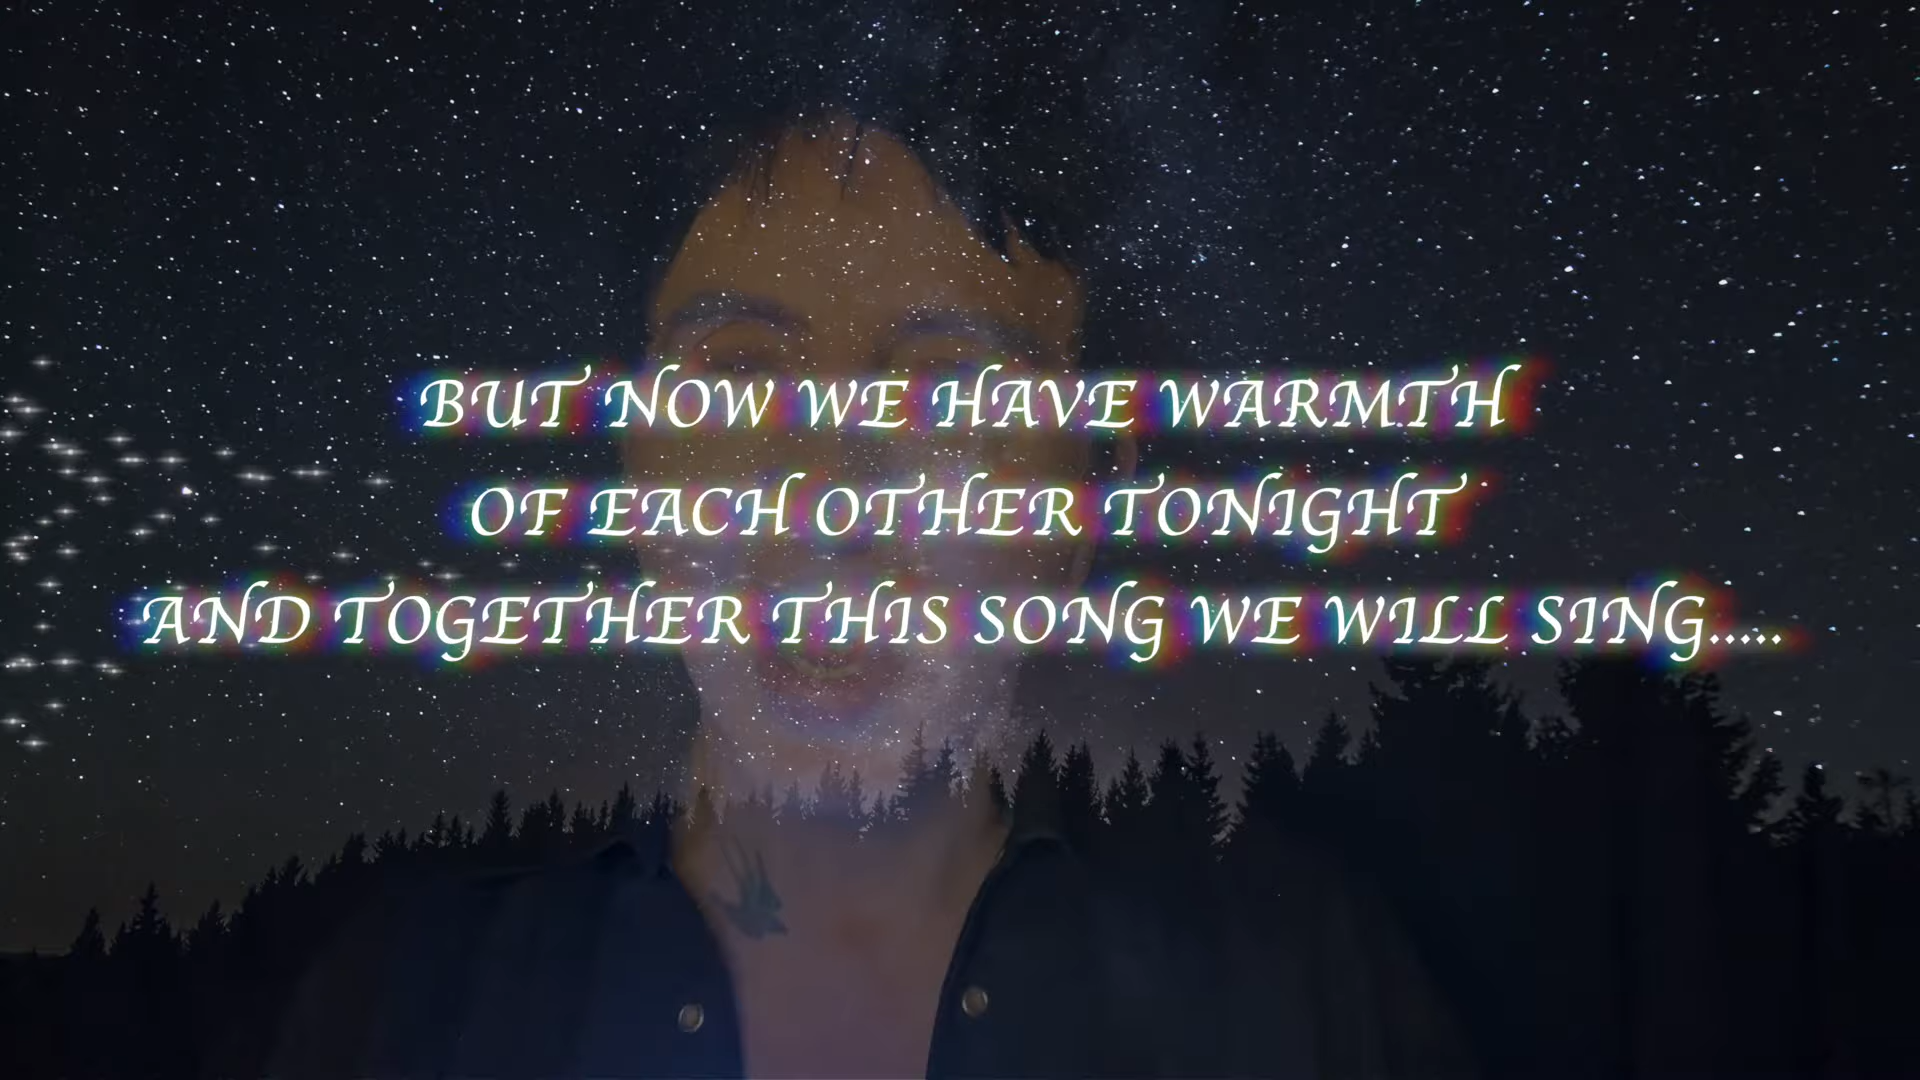 BUT NOW WE HAVE WARMTH
OF EACH OTHER TONIGHT
AND TOGETHER THIS SONG WE WILL SING.....